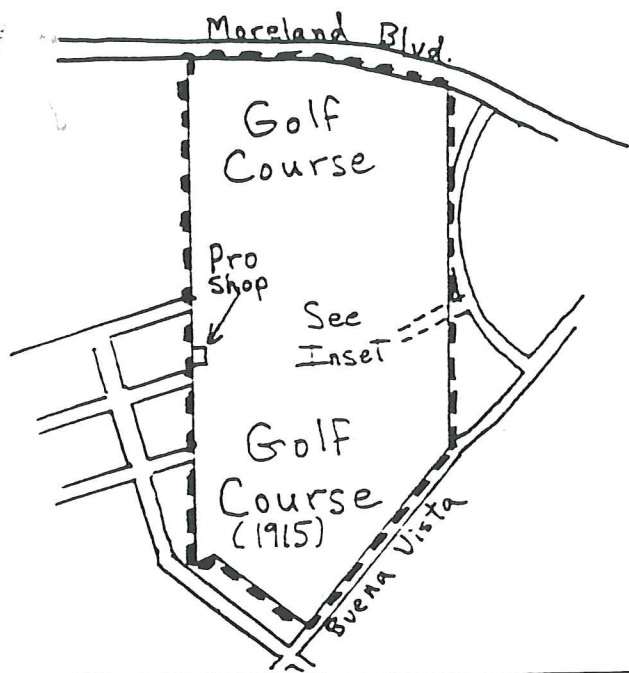 Moreland Blvd.
Golf
Course
Pro
Shop
See
Inset
Golf
Course
(1915)
Buena Vista